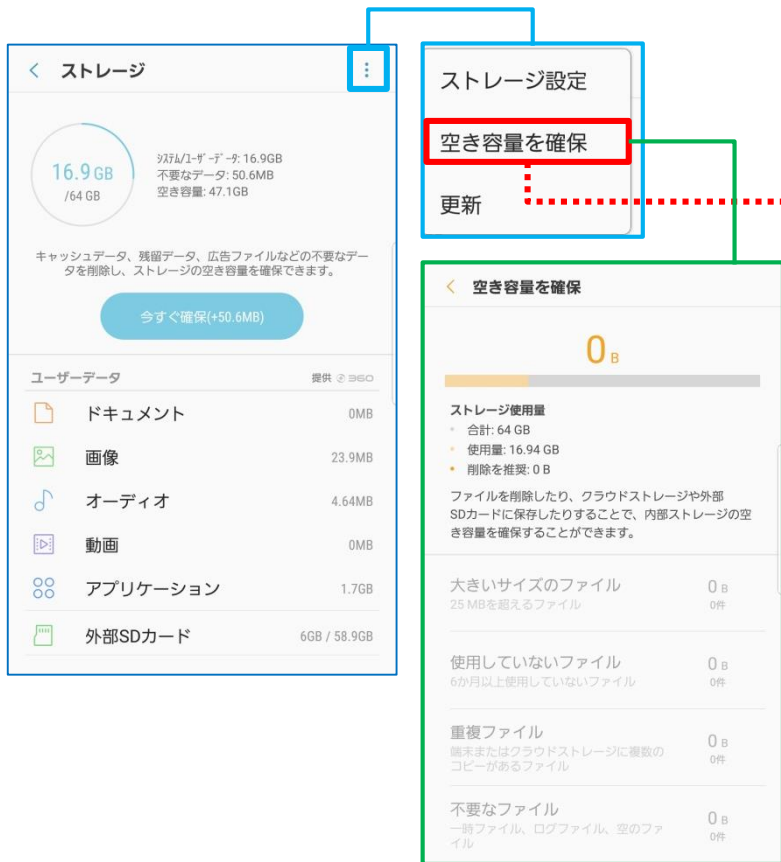 ストレージ
16.9 GB
/64 GB
ｼｽﾃﾑ/ﾕｰｻﾞｰﾃﾞｰﾀ: 16.9GB
不要なデータ: 50.6MB
空き容量: 47.1GB
キャッシュデータ、残留データ、広告ファイルなどの不要なデー
タを削除し、ストレージの空き容量を確保できます。
今すぐ確保(+50.6MB)
ユーザーデータ 提供 360
ドキュメント 0MB
画像 23.9MB
オーディオ 4.64MB
動画 0MB
アプリケーション 1.7GB
外部SDカード 6GB / 58.9GB
ストレージ設定
空き容量を確保
更新
空き容量を確保
0 B
ストレージ使用量
合計: 64 GB
使用量: 16.94 GB
削除を推奨: 0 B
ファイルを削除したり、クラウドストレージや外部
SDカードに保存したりすることで、内部ストレージの空
き容量を確保することができます。
大きいサイズのファイル 0 B
25 MBを超えるファイル 0件
使用していないファイル 0 B
6か月以上使用していないファイル 0件
重複ファイル 0 B
端末またはクラウドストレージに複数の 0件
コピーがあるファイル
不要なファイル 0 B
一時ファイル、ログファイル、空のファ 0件
イル